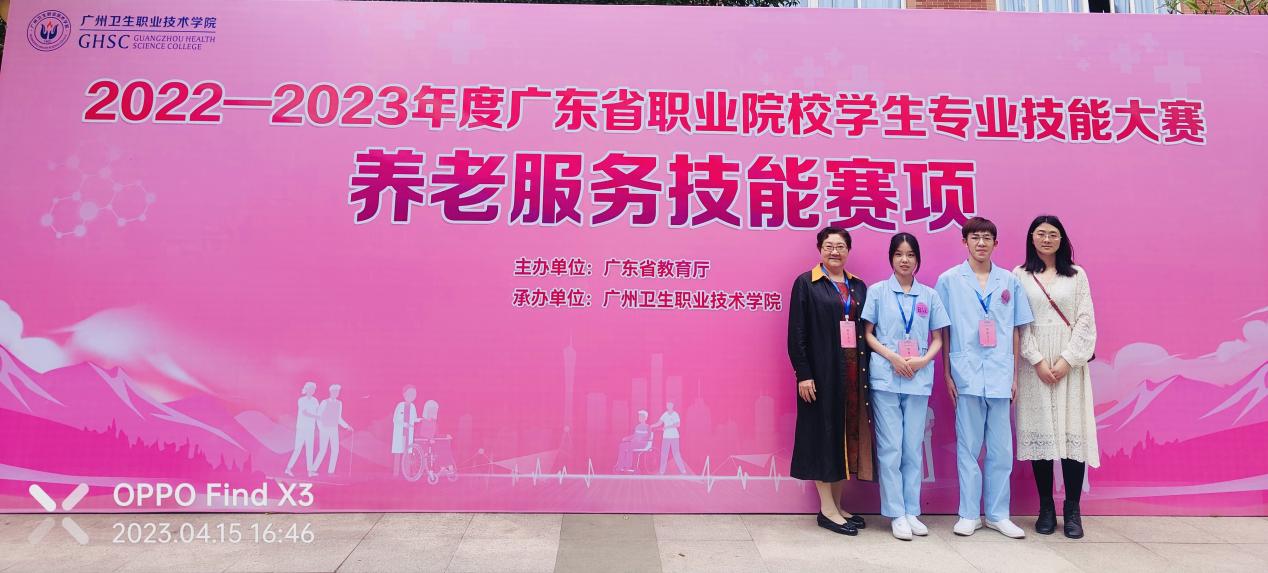 广州卫生职业技术学院
GHSC GUANGZHOU HEALTH
SCIENCE COLLEGE
2022—2023年度广东省职业院校学生专业技能大赛
养老服务技能赛项
主办单位：广东省教育厅
承办单位：广州卫生职业技术学院
OPPO Find X3
2023.04.15 16:46